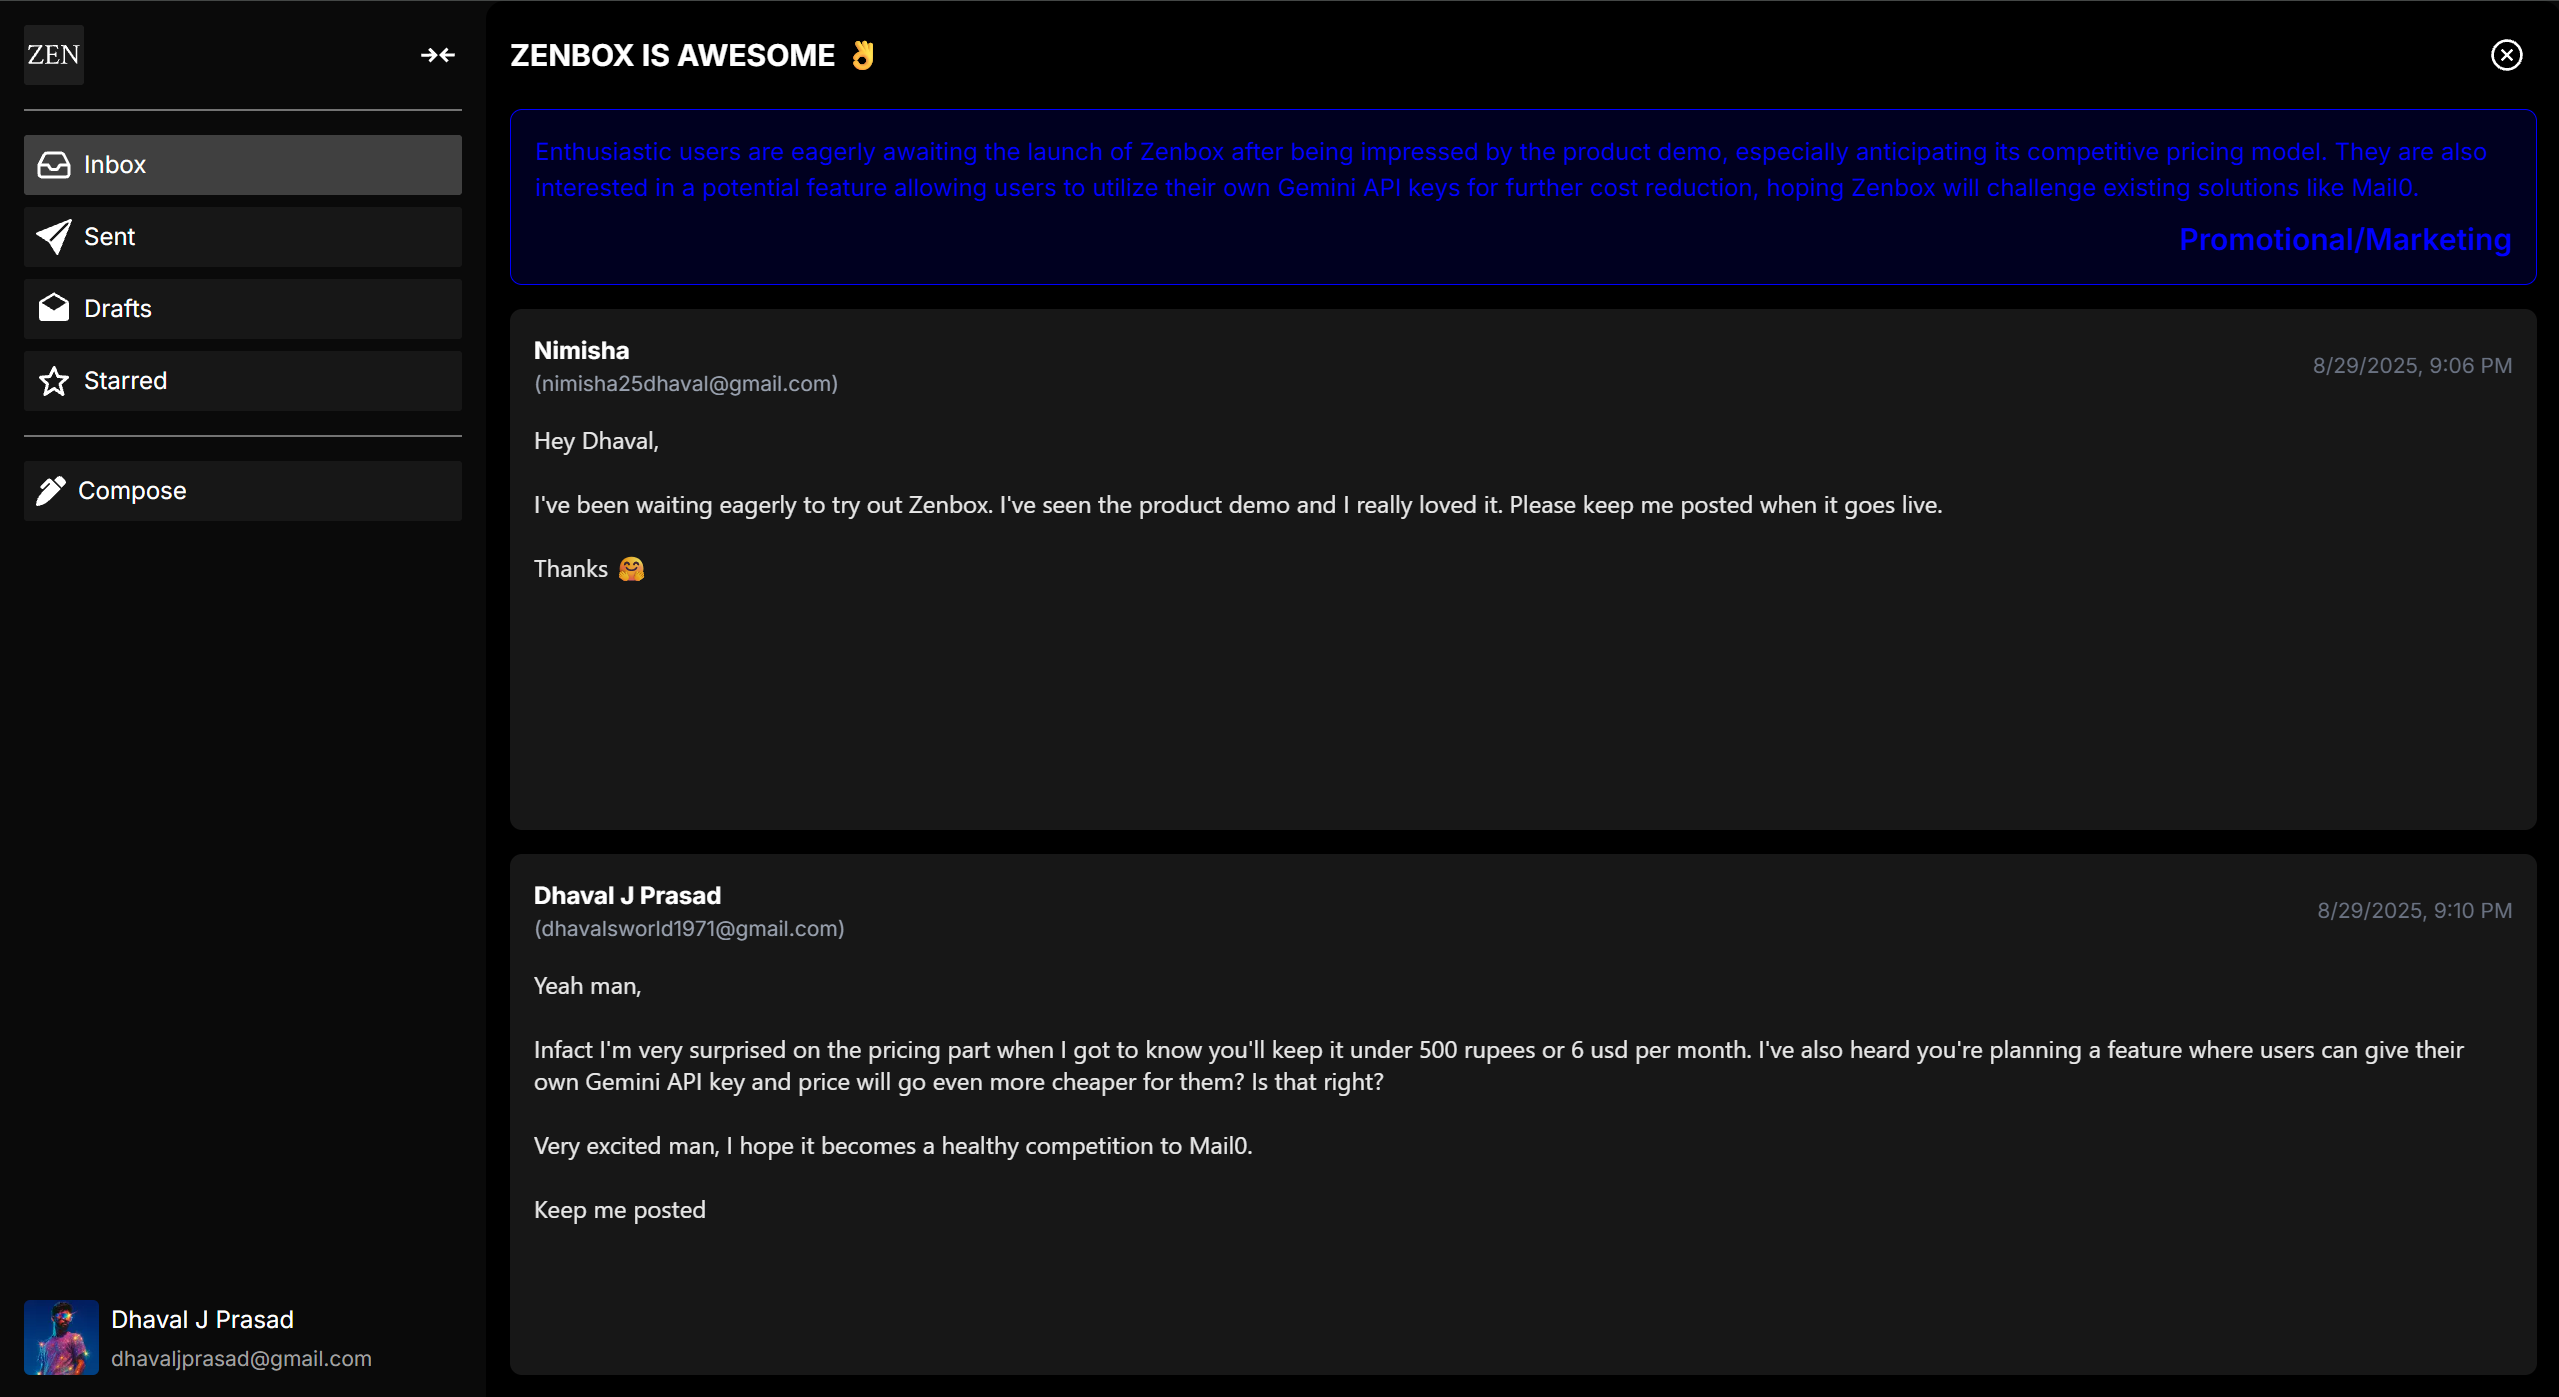 ZEN
Inbox
Sent
Drafts
Starred
Compose
Dhaval J Prasad
dhavaljprasad@gmail.com
ZENBOX IS AWESOME 👌
Enthusiastic users are eagerly awaiting the launch of Zenbox after being impressed by the product demo, especially anticipating its competitive pricing model. They are also
interested in a potential feature allowing users to utilize their own Gemini API keys for further cost reduction, hoping Zenbox will challenge existing solutions like Mail0.
Promotional/Marketing
Nimisha
(nimisha25dhaval@gmail.com)
8/29/2025, 9:06 PM
Hey Dhaval,
I've been waiting eagerly to try out Zenbox. I've seen the product demo and I really loved it. Please keep me posted when it goes live.
Thanks 🤗
Dhaval J Prasad
(dhavalsworld1971@gmail.com)
8/29/2025, 9:10 PM
Yeah man,
Infact I'm very surprised on the pricing part when I got to know you'll keep it under 500 rupees or 6 usd per month. I've also heard you're planning a feature where users can give their
own Gemini API key and price will go even more cheaper for them? Is that right?
Very excited man, I hope it becomes a healthy competition to Mail0.
Keep me posted